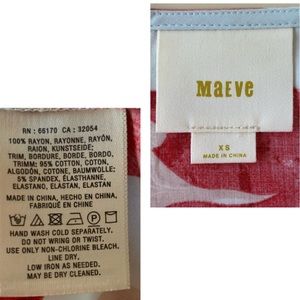 RN : 66170 CA : 32054
100% RAYON, RAYONNE, RAYÓN,
RAION, KUNSTSEIDE;
TRIM, BORDURE, BORDO, BORDO,
TRIMM: 95% COTTON, COTON,
ALGODÓN, COTONE, BAUMWOLLE;
5% SPANDEX, ÉLASTHANNE,
ELASTANO, ELASTAN, ELASTAN
MADE IN CHINA, HECHO EN CHINA,
FABRIQUÉ EN CHINE
HAND WASH COLD SEPARATELY.
DO NOT WRING OR TWIST.
USE ONLY NON-CHLORINE BLEACH.
LINE DRY.
LOW IRON AS NEEDED.
MAY BE DRY CLEANED.
MAEVE
XS
MADE IN CHINA